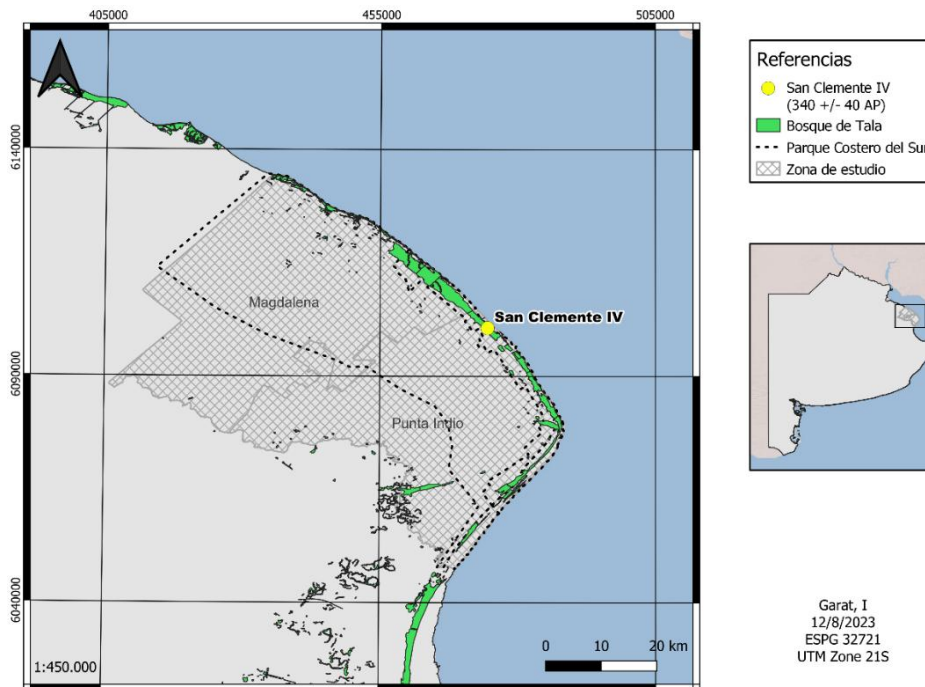 405000
455000
505000
6140000
6090000
6040000
Magdalena
San Clemente IV
Punta Indio
0 10 20 km
1:450.000
Referencias
San Clemente IV
(340 +/- 40 AP)
Bosque de Tala
Parque Costero del Sur
Zona de estudio
Garat, I
12/8/2023
ESPG 32721
UTM Zone 21S